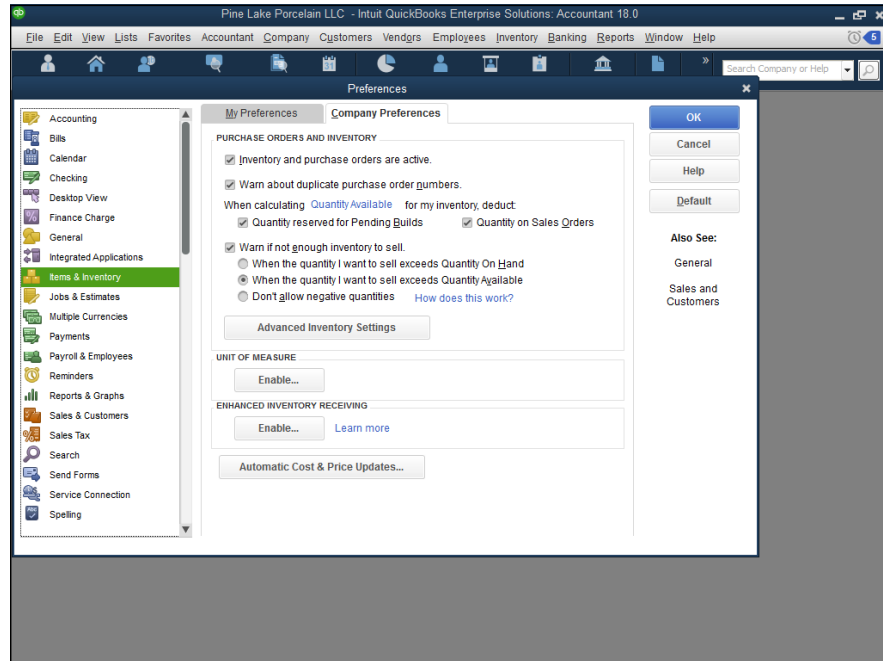 Pine Lake Porcelain LLC - Intuit QuickBooks Enterprise Solutions: Accountant 18.0
File Edit View Lists Favorites Accountant Company Customers Vendors Employees Inventory Banking Reports Window Help
5
31
»
Search Company or Help
Preferences
Accounting
Bills
Calendar
Checking
Desktop View
Finance Charge
General
Integrated Applications
Items & Inventory
Jobs & Estimates
Multiple Currencies
Payments
Payroll & Employees
Reminders
Reports & Graphs
Sales & Customers
Sales Tax
Search
Send Forms
Service Connection
Spelling
My Preferences
Company Preferences
PURCHASE ORDERS AND INVENTORY
Inventory and purchase orders are active.
Warn about duplicate purchase order numbers.
When calculating Quantity Available for my inventory, deduct:
Quantity reserved for Pending Builds
Quantity on Sales Orders
Warn if not enough inventory to sell.
When the quantity I want to sell exceeds Quantity On Hand
When the quantity I want to sell exceeds Quantity Available
Don't allow negative quantities How does this work?
Advanced Inventory Settings
UNIT OF MEASURE
Enable...
ENHANCED INVENTORY RECEIVING
Enable... Learn more
Automatic Cost & Price Updates...
OK
Cancel
Help
Default
Also See:
General
Sales and
Customers